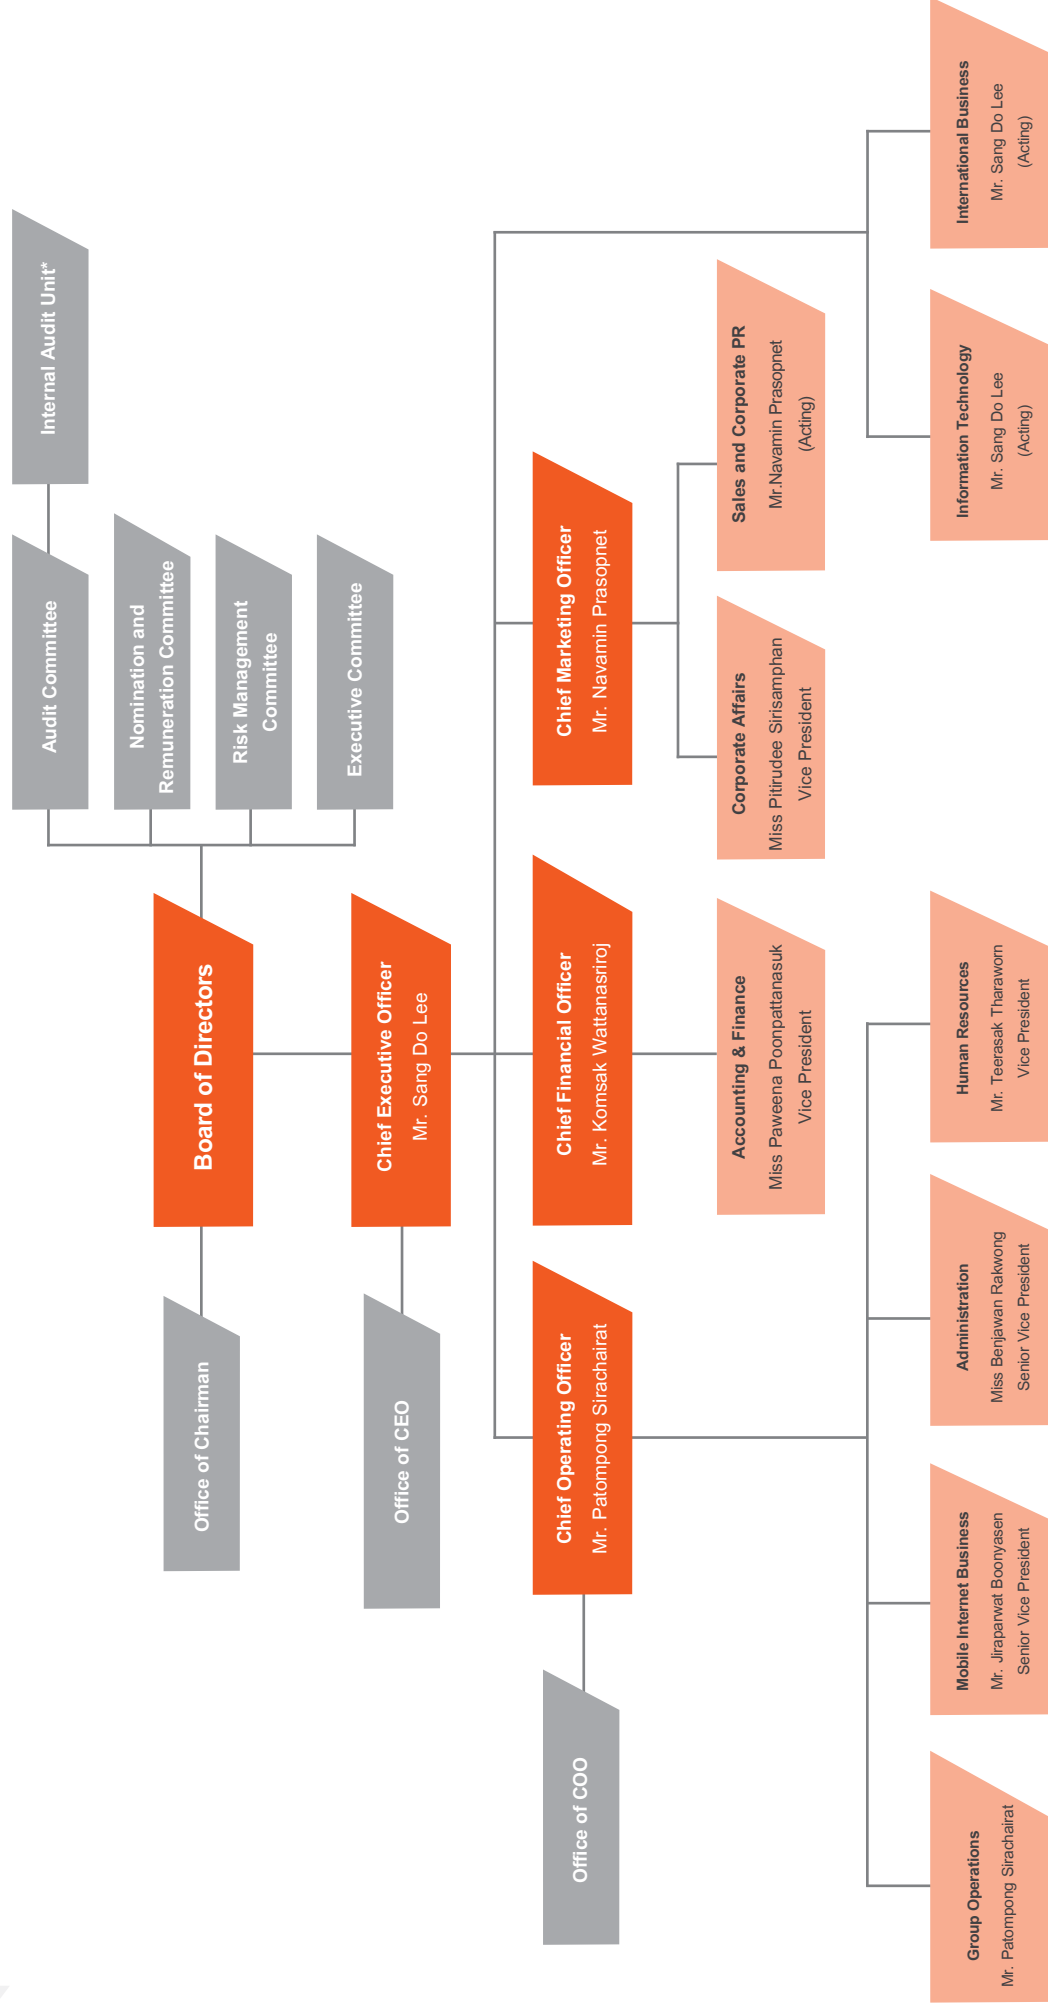 Internal Audit Unit*
Audit Committee
Nomination and
Remuneration Committee
Risk Management
Committee
Executive Committee
Board of Directors
Office of Chairman
Chief Executive Officer
Mr. Sang Do Lee
Office of CEO
Chief Operating Officer
Mr. Patompong Sirachairat
Chief Financial Officer
Mr. Komsak Wattanasriroj
Chief Marketing Officer
Mr. Navamin Prasopnet
Office of COO
Accounting & Finance
Miss Paweena Poonpattanasuk
Vice President
Corporate Affairs
Miss Pitirudee Sirisamphan
Vice President
Sales and Corporate PR
Mr.Navamin Prasopnet
(Acting)
Group Operations
Mr. Patompong Sirachairat
Mobile Internet Business
Mr. Jiraparwat Boonyasen
Senior Vice President
Administration
Miss Benjawan Rakwong
Senior Vice President
Human Resources
Mr. Teerasak Tharaworn
Vice President
Information Technology
Mr. Sang Do Lee
(Acting)
International Business
Mr. Sang Do Lee
(Acting)